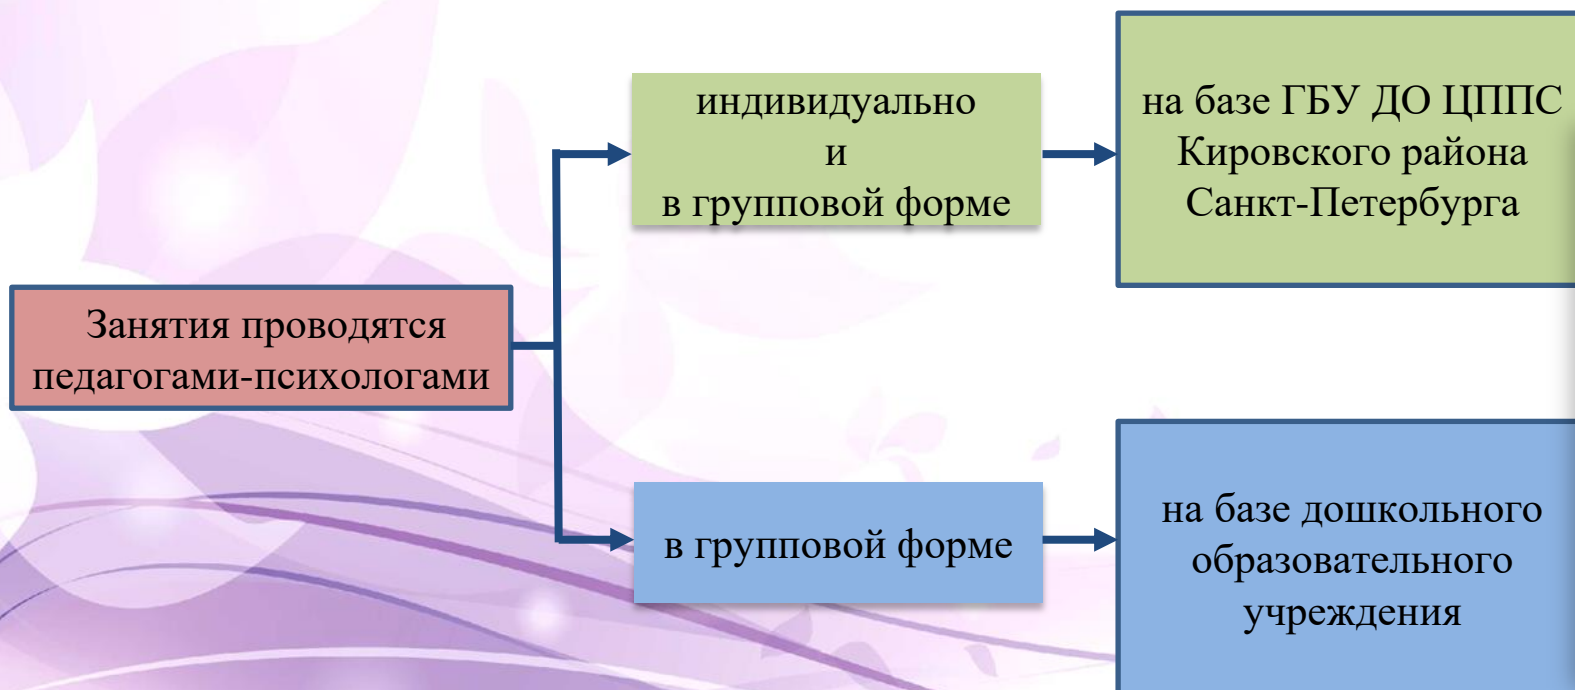 Занятия проводятся
педагогами-психологами
индивидуально
и
в групповой форме
на базе ГБУ ДО ЦППС
Кировского района
Санкт-Петербурга
в групповой форме
на базе дошкольного
образовательного
учреждения